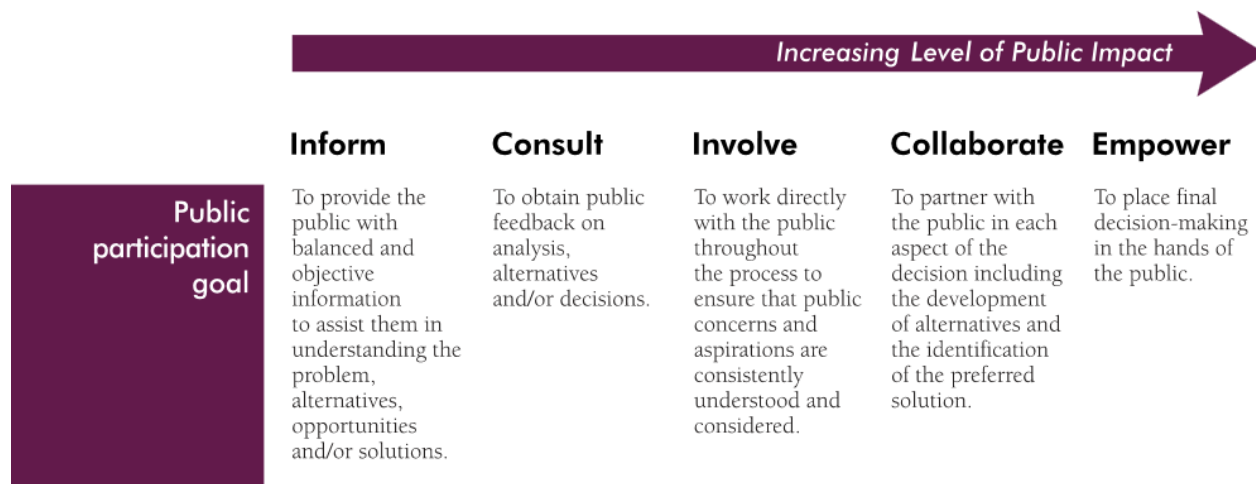 Increasing Level of Public Impact
Inform
Consult
Involve
Collaborate
Empower
Public
participation
goal
To provide the
public with
balanced and
objective
information
to assist them in
understanding the
problem,
alternatives,
opportunities
and/or solutions.
To obtain public
feedback on
analysis,
alternatives
and/or decisions.
To work directly
with the public
throughout
the process to
ensure that public
concerns and
aspirations are
consistently
understood and
considered.
To partner with
the public in each
aspect of the
decision including
the development
of alternatives and
the identification
of the preferred
solution.
To place final
decision-making
in the hands of
the public.